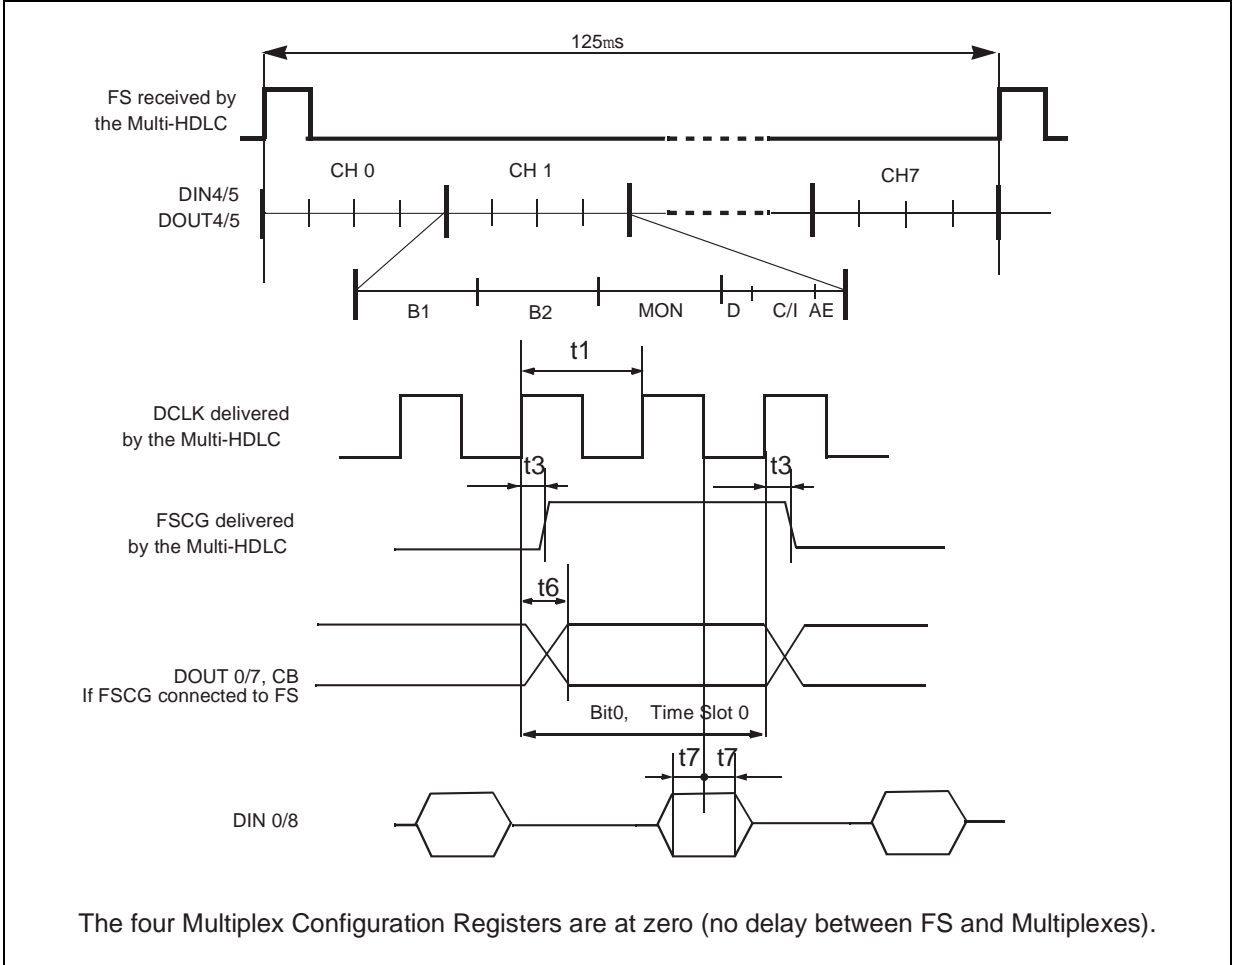 125ms
FS received by
the Multi-HDLC
CH 0
CH 1
CH7
DIN4/5
DOUT4/5
B1
B2
MON
D
C/I
AE
t1
DCLK delivered
by the Multi-HDLC
t3
t3
FSCG delivered
by the Multi-HDLC
t6
DOUT 0/7, CB
If FSCG connected to FS
Bit0, Time Slot 0
t7
t7
DIN 0/8
The four Multiplex Configuration Registers are at zero (no delay between FS and Multiplexes).